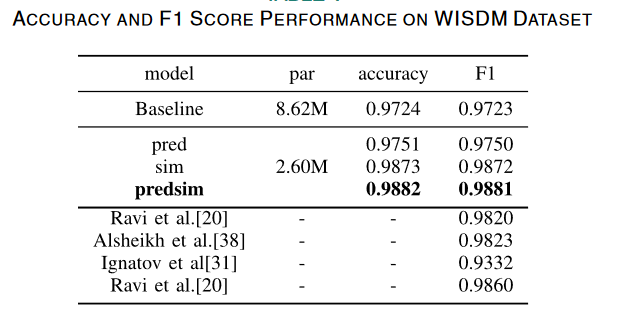 ACCURACY AND F1 SCORE PERFORMANCE ON WISDM DATASET
model par accuracy F1
Baseline 8.62M 0.9724 0.9723
pred 0.9751 0.9750
sim 2.60M 0.9873 0.9872
predsim 0.9882 0.9881
Ravi et al.[20] - - 0.9820
Alsheikh et al.[38] - - 0.9823
Ignatov et al[31] - - 0.9332
Ravi et al.[20] - - 0.9860